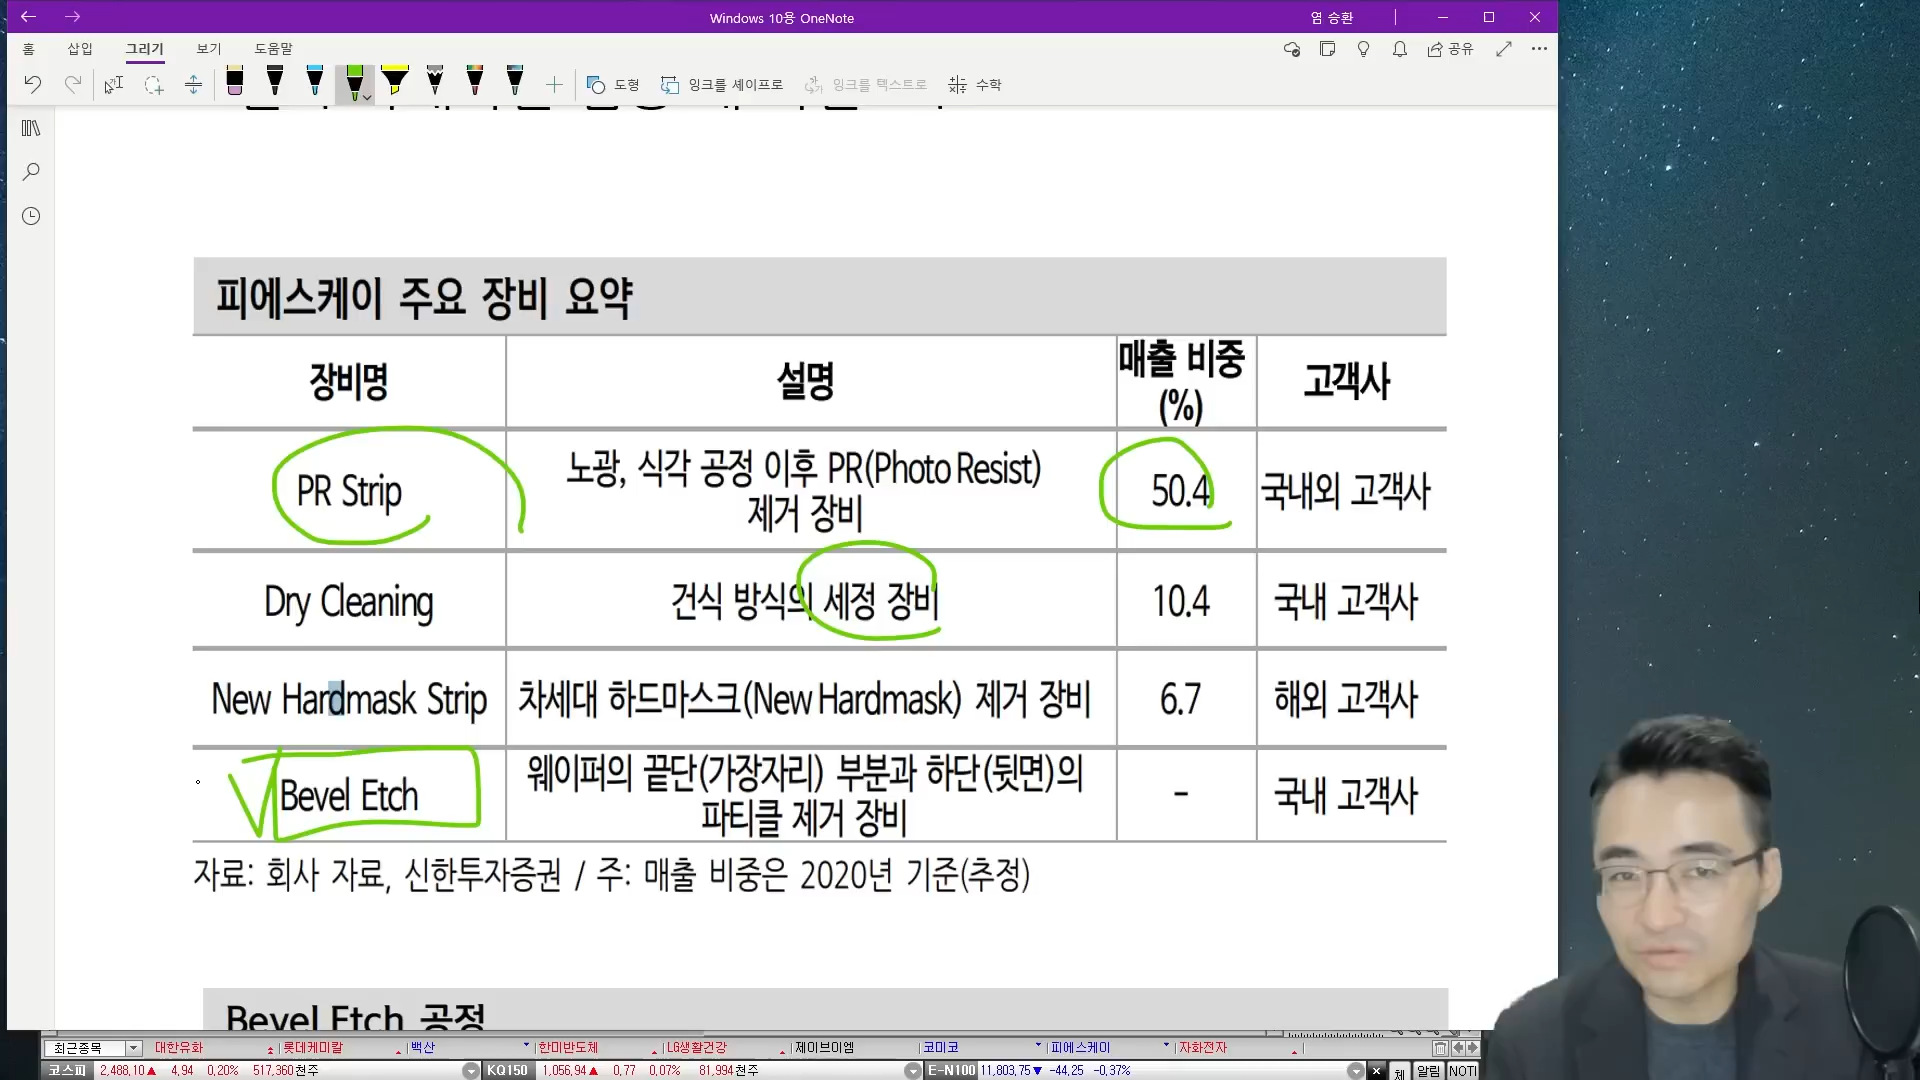 Windows 10용 OneNote
염 승환
홈 삽입 그리기 보기 도움말
공유
도형 잉크를 셰이프로 잉크를 텍스트로 수학
피에스케이 주요 장비 요약
장비명 설명 매출 비중 (%) 고객사
PR Strip 노광, 식각 공정 이후 PR(Photo Resist) 제거 장비 50.4 국내외 고객사
Dry Cleaning 건식 방식의 세정 장비 10.4 국내 고객사
New Hardmask Strip 차세대 하드마스크(New Hardmask) 제거 장비 6.7 해외 고객사
Bevel Etch 웨이퍼의 끝단(가장자리) 부분과 하단(뒷면)의 파티클 제거 장비 - 국내 고객사
자료: 회사 자료, 신한투자증권 / 주: 매출 비중은 2020년 기준(추정)
Bevel Etch 공정
최근종목 대한유화 롯데케미칼 백산 한미반도체 LG생활건강 제이브이엠 코미코 피에스케이 자화전자
코스피 2,488,10▲ 4,94 0,20% 517,360천주 KQ150 1,056,94▲ 0,77 0,07% 81,994천주 E-N100 11,803,75▼ -44,25 -0,37% 체 알림 NOTI